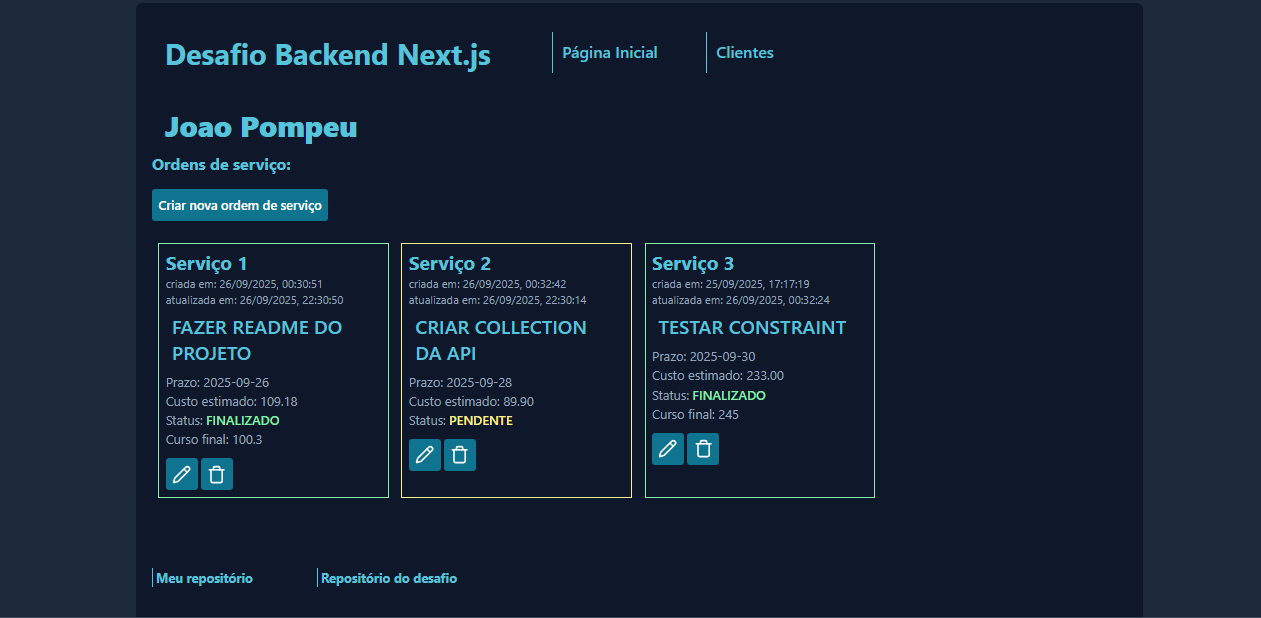 Desafio Backend Next.js
Página Inicial
Clientes
Joao Pompeu
Ordens de serviço:
Criar nova ordem de serviço
Serviço 1
criada em: 26/09/2025, 00:30:51
atualizada em: 26/09/2025, 22:30:50
FAZER README DO
PROJETO
Prazo: 2025-09-26
Custo estimado: 109.18
Status: FINALIZADO
Curso final: 100.3
Serviço 2
criada em: 26/09/2025, 00:32:42
atualizada em: 26/09/2025, 22:30:14
CRIAR COLLECTION
DA API
Prazo: 2025-09-28
Custo estimado: 89.90
Status: PENDENTE
Serviço 3
criada em: 25/09/2025, 17:17:19
atualizada em: 26/09/2025, 00:32:24
TESTAR CONSTRAINT
Prazo: 2025-09-30
Custo estimado: 233.00
Status: FINALIZADO
Curso final: 245
Meu repositório
Repositório do desafio